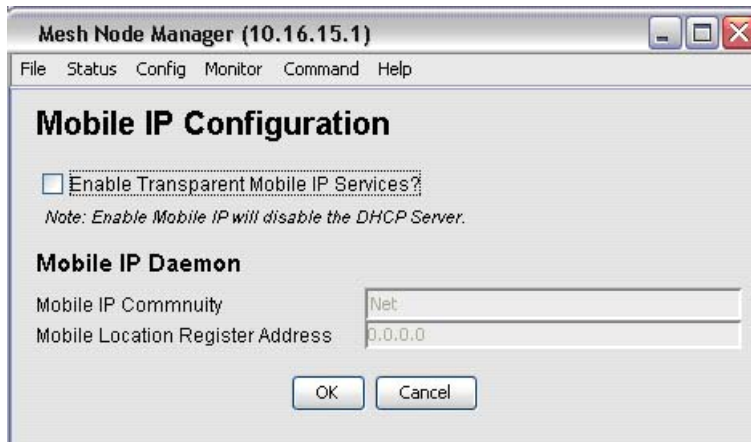 Mesh Node Manager (10.16.15.1)
File Status Config Monitor Command Help
Mobile IP Configuration
Enable Transparent Mobile IP Services?
Note: Enable Mobile IP will disable the DHCP Server.
Mobile IP Daemon
Mobile IP Commnuity Net
Mobile Location Register Address 0.0.0.0
OK Cancel